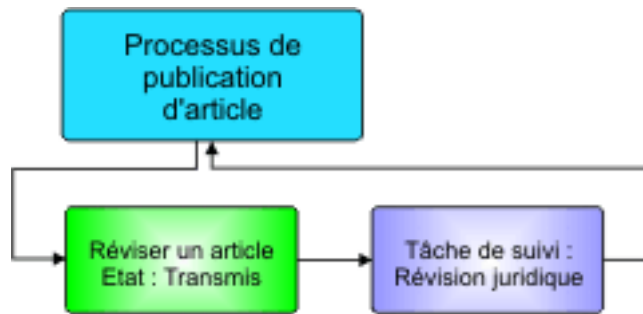 Processus de
publication
d'article
Réviser un article
Etat : Transmis
Tâche de suivi :
Révision juridique